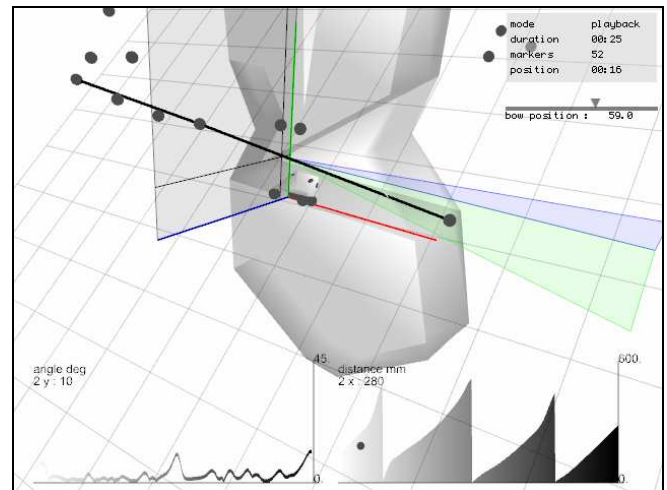 mode playback
duration 00:25
markers 52
position 00:16
bow position : 59.0
angle deg
2 y : 10
45.
0.
distance mm
2 x : 280
600.
0.